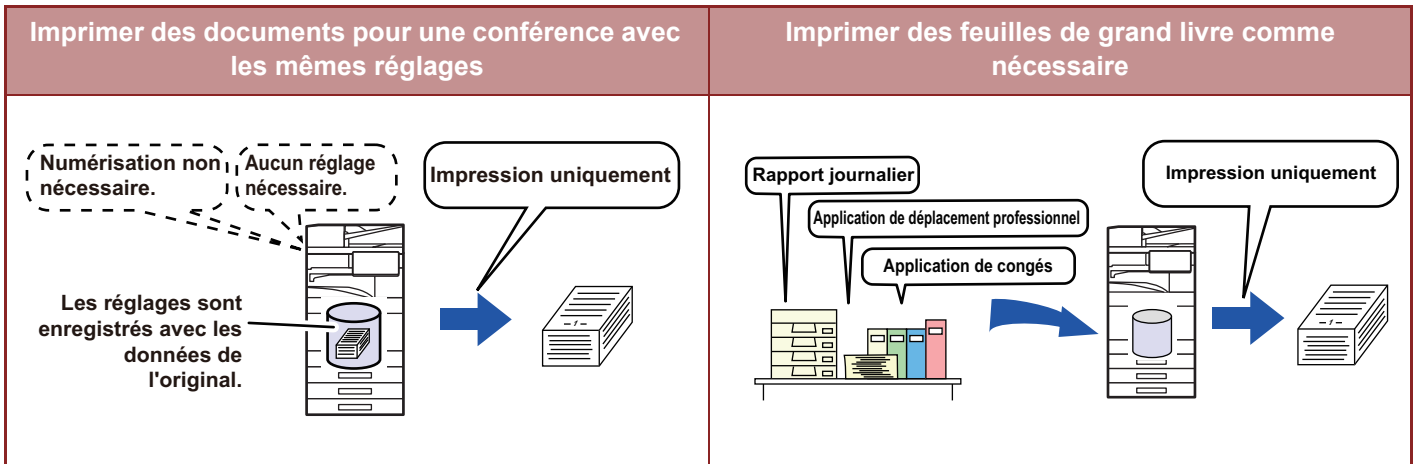 Imprimer des documents pour une conférence avec
les mêmes réglages
Numérisation non
nécessaire.
Aucun réglage
nécessaire.
Impression uniquement
Les réglages sont
enregistrés avec les
données de
l'original.
-1-
Imprimer des feuilles de grand livre comme
nécessaire
Rapport journalier
Application de déplacement professionnel
Application de congés
Impression uniquement
-1-